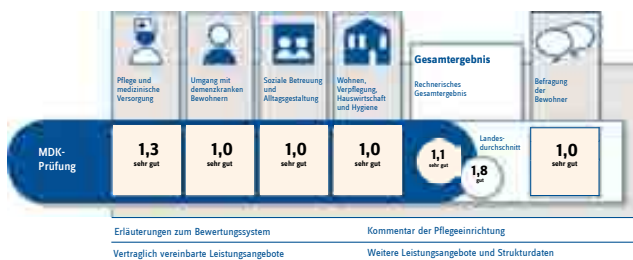 Pflege und
medizinische
Versorgung
Umgang mit
demenzkranken
Bewohnern
Soziale Betreuung
und
Alltagsgestaltung
Wohnen,
Verpflegung,
Hauswirtschaft
und Hygiene
Gesamtergebnis
Rechnerisches
Gesamtergebnis
Befragung
der
Bewohner
MDK-
Prüfung
1,3
sehr gut
1,0
sehr gut
1,0
sehr gut
1,0
sehr gut
1,1
sehr gut
Landes-
durchschnitt
1,8
gut
1,0
sehr gut
Erläuterungen zum Bewertungssystem
Kommentar der Pflegeeinrichtung
Vertraglich vereinbarte Leistungsangebote
Weitere Leistungsangebote und Strukturdaten